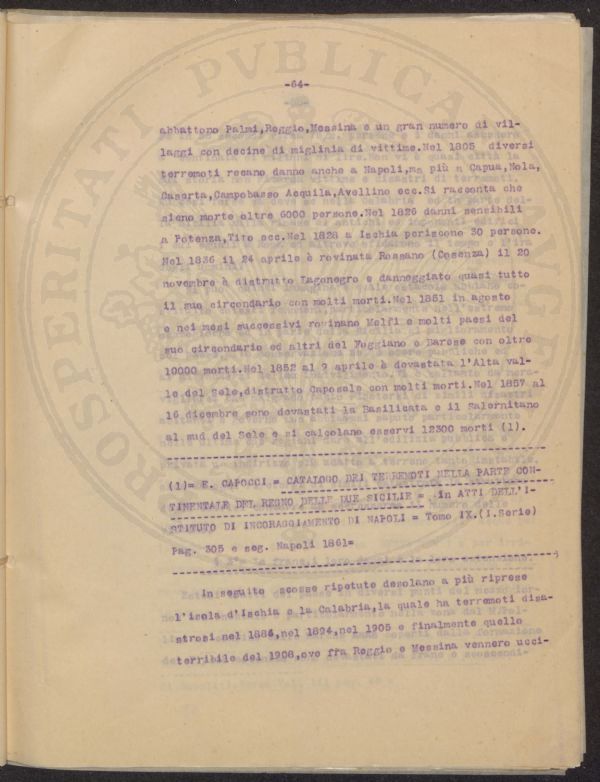 PROSPERITATI PVBLICAE AVG
-64-
abbattono Palmi,Reggio,Messina e un gran numero di vil-
laggi con decine di migliaia di vittime.Nel 1805 diversi
terremoti recano danno anche a Napoli,ma più a Capua,Nola,
Caserta,Campobasso Acquila,Avellino ecc.Si racconta che
sieno morte oltre 6000 persone.Nel 1826 danni sensibili
a Potenza,Tito ecc.Nel 1828 a Ischia periscono 30 persone.
Nel 1836 il 24 aprile è rovinata Rossano (Cosenza) il 20
novembre è distrutto Lagonegro e danneggiato quasi tutto
il suo circondario con molti morti.Nel 1851 in agosto
e nei mesi successivi rovinano Melfi e molti paesi del
suo circondario ed altri del Foggiano e Barese con oltre
10000 morti.Nel 1852 al 9 aprile è devastata l'Alta val-
le del Sele,distrutto Caposele con molti morti.Nel 1857 al
16 dicembre sono devastati la Basilicata e il Salernitano
al sud del Sele e si calcolano esservi 12300 morti (1).
(1)= E. CAPOCCI = CATALOGO DEI TERREMOTI NELLA PARTE CON-
TINENTALE DEL REGNO DELLE DUE SICILIE = in ATTI DELL'I-
STITUTO DI INCORAGGIAMENTO DI NAPOLI = Tomo IX.(I.Serie)
Pag. 305 e seg. Napoli 1861=
In seguito scosse ripetute desolano a più riprese
l'isola d'Ischia e la Calabria,la quale ha terremoti disa-
strosi nel 1886,nel 1894,nel 1905 e finalmente quello
terribile del 1908,ove fra Reggio e Messina vennero ucci-